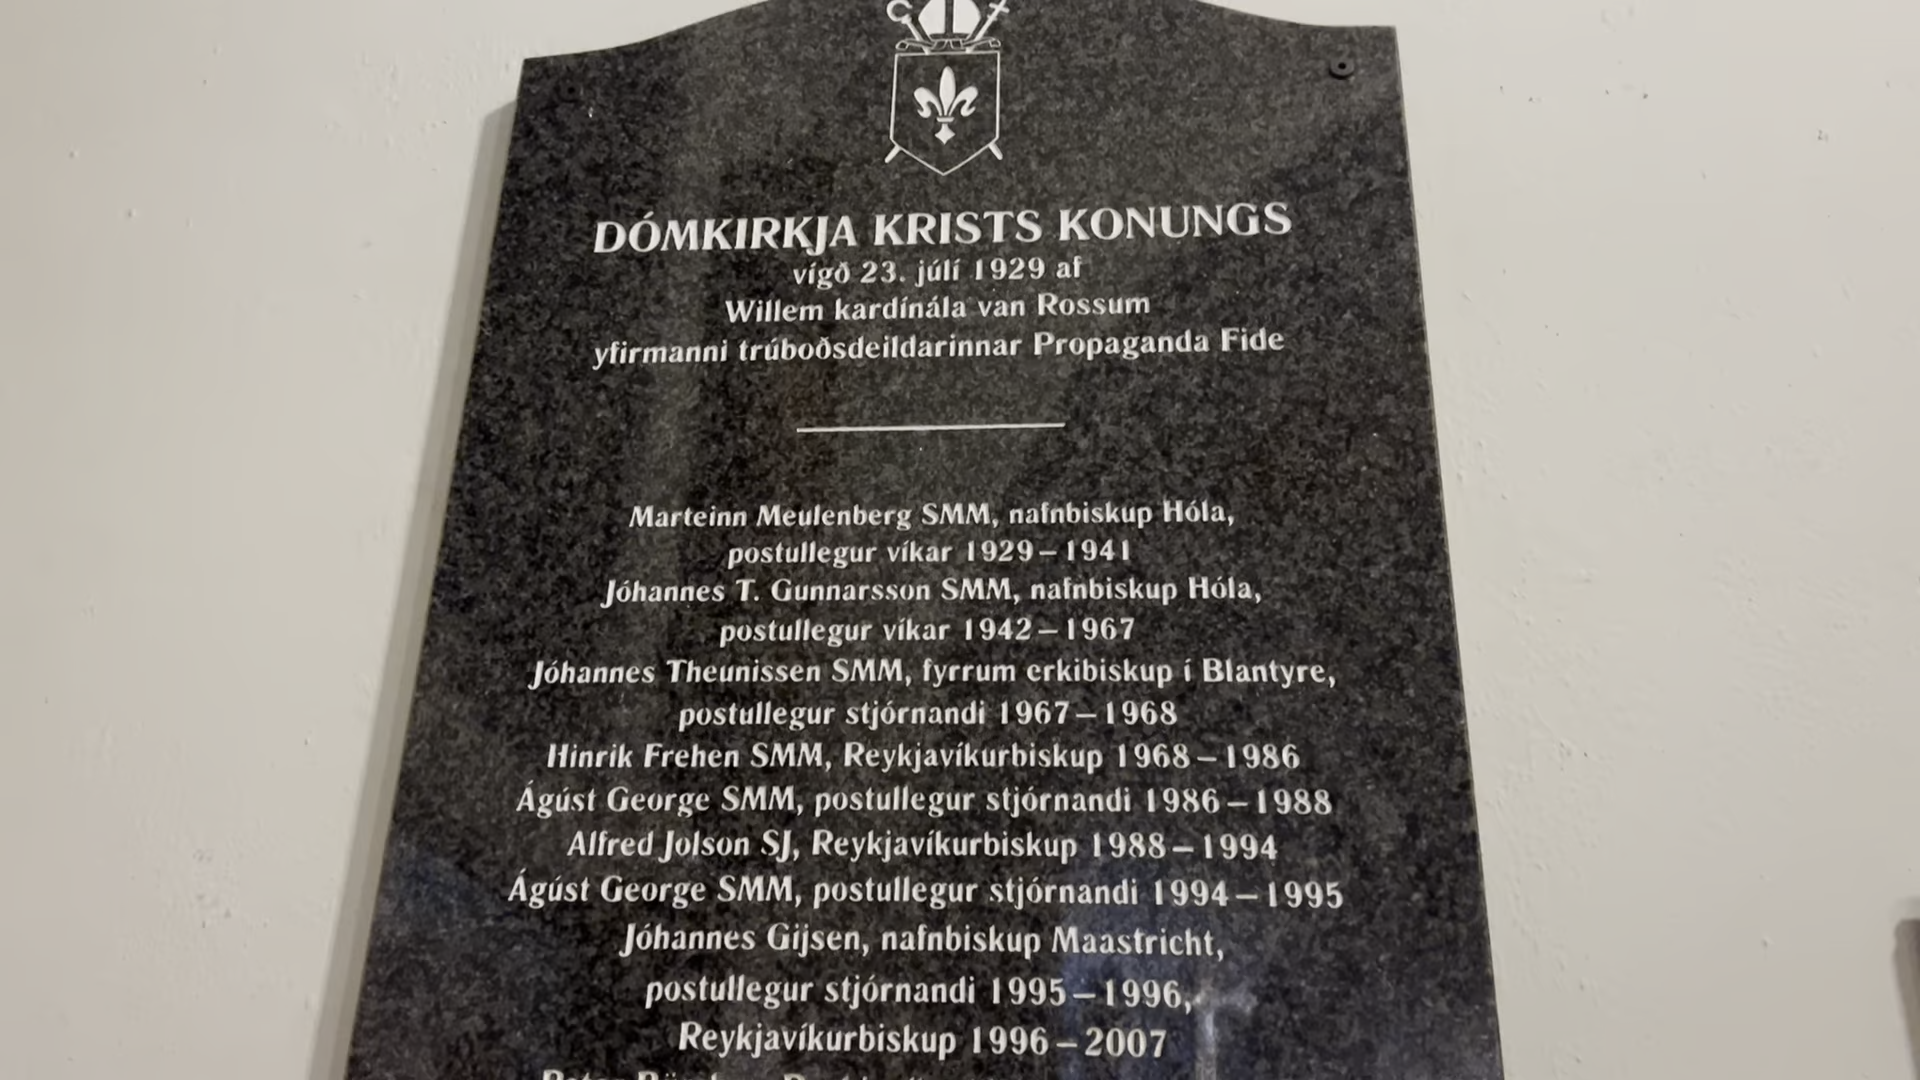 DÓMKIRKJA KRISTS KONUNGS
vígð 23. júlí 1929 af
Willem kardínála van Rossum
yfirmanni trúboðsdeildarinnar Propaganda Fide
Marteinn Meulenberg SMM, nafnbiskup Hóla,
postullegur víkar 1929 – 1941
Jóhannes T. Gunnarsson SMM, nafnbiskup Hóla,
postullegur víkar 1942 – 1967
Jóhannes Theunissen SMM, fyrrum erkibiskup í Blantyre,
postullegur stjórnandi 1967 – 1968
Hinrik Frehen SMM, Reykjavíkurbiskup 1968 – 1986
Ágúst George SMM, postullegur stjórnandi 1986 – 1988
Alfred Jolson SJ, Reykjavíkurbiskup 1988 – 1994
Ágúst George SMM, postullegur stjórnandi 1994 – 1995
Jóhannes Gijsen, nafnbiskup Maastricht,
postullegur stjórnandi 1995 – 1996,
Reykjavíkurbiskup 1996 – 2007